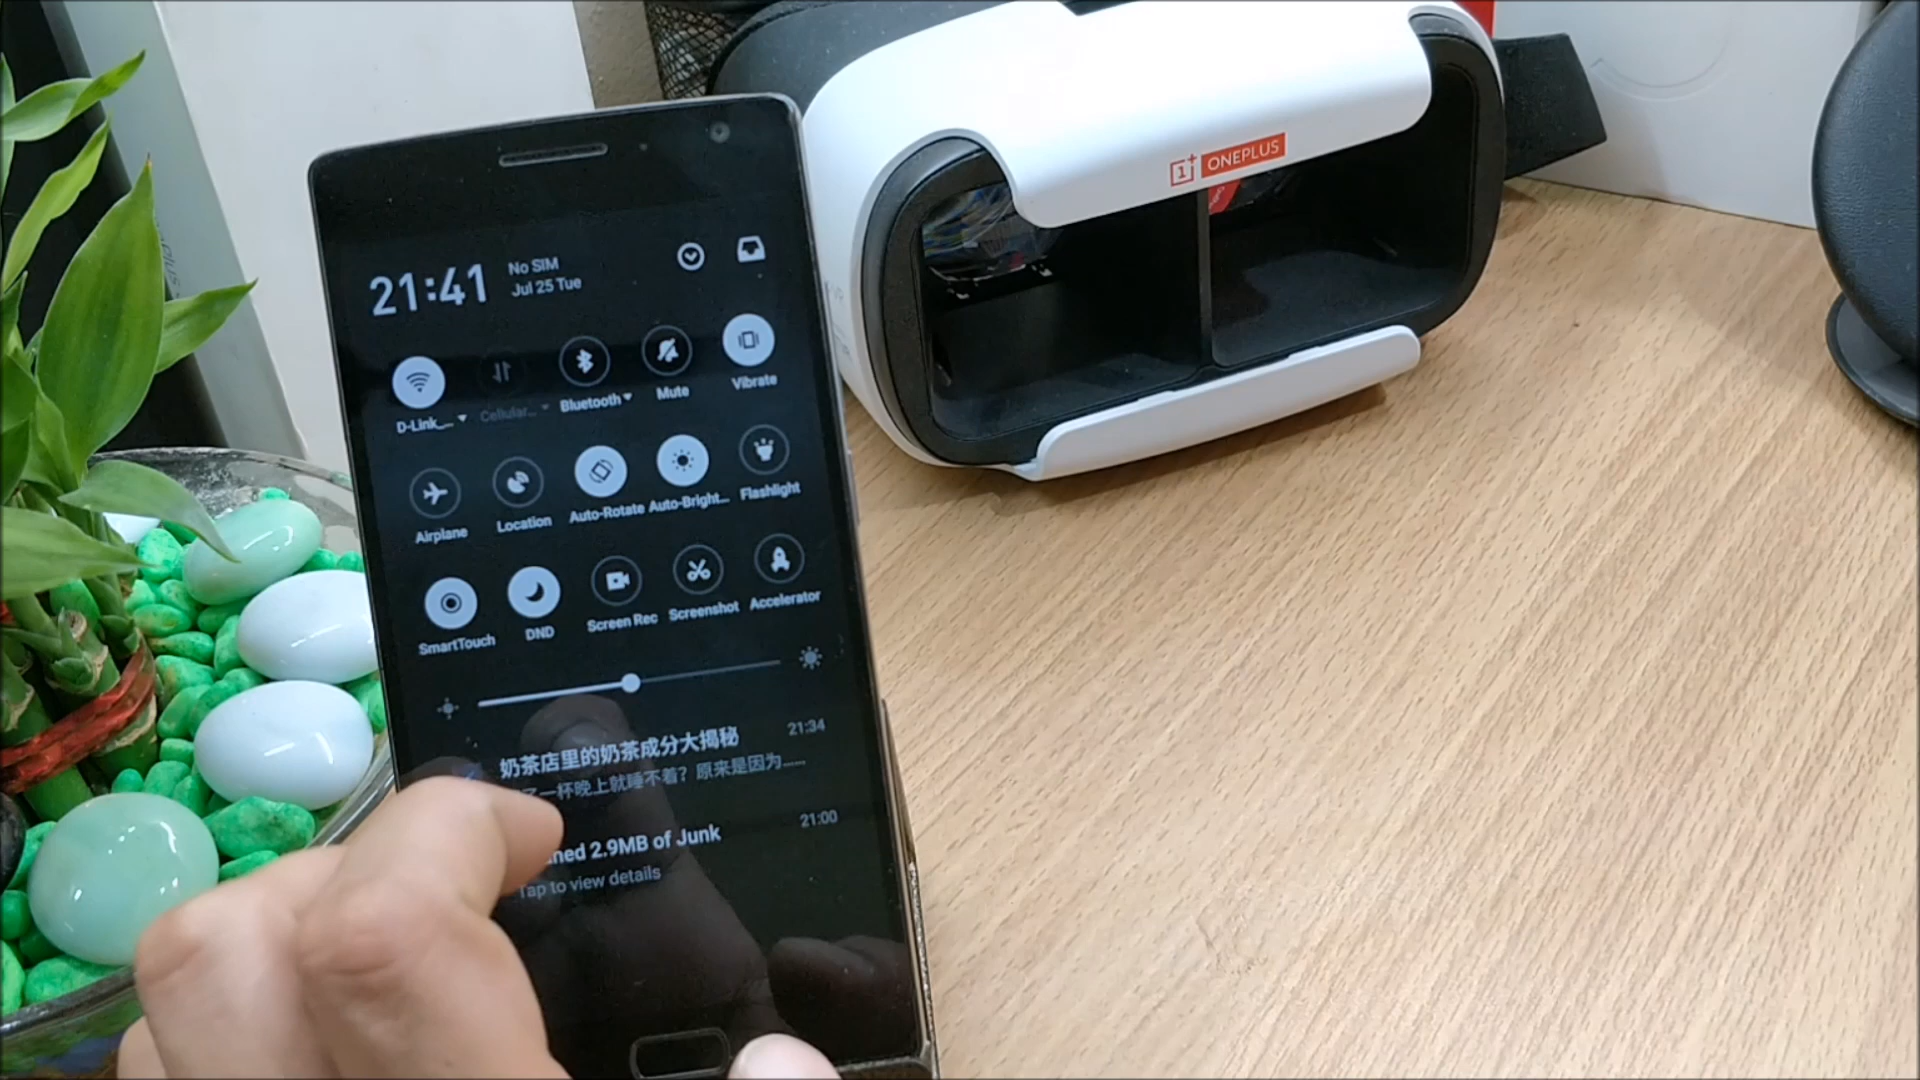 ONEPLUS
21:41
No SIM
Jul 25 Tue
D-Link_...
Cellular...
Bluetooth
Mute
Vibrate
Airplane
Location
Auto-Rotate
Auto-Bright...
Flashlight
SmartTouch
DND
Screen Rec
Screenshot
Accelerator
奶茶店里的奶茶成分大揭秘 21:34
一杯晚上就睡不着?原来是因为......
2.9MB of Junk 21:00
Tap to view details